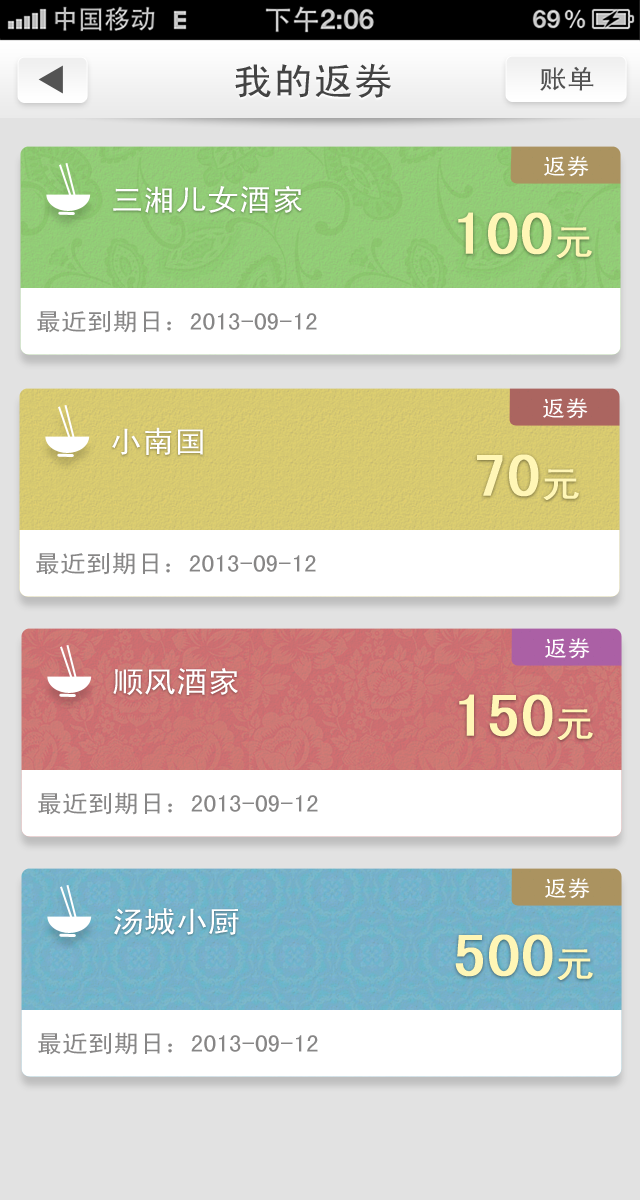 中国移动 E 下午2:06 69%
我的返券 账单
返券
三湘儿女酒家
100元
最近到期日：2013-09-12
返券
小南国
70元
最近到期日：2013-09-12
返券
顺风酒家
150元
最近到期日：2013-09-12
返券
汤城小厨
500元
最近到期日：2013-09-12